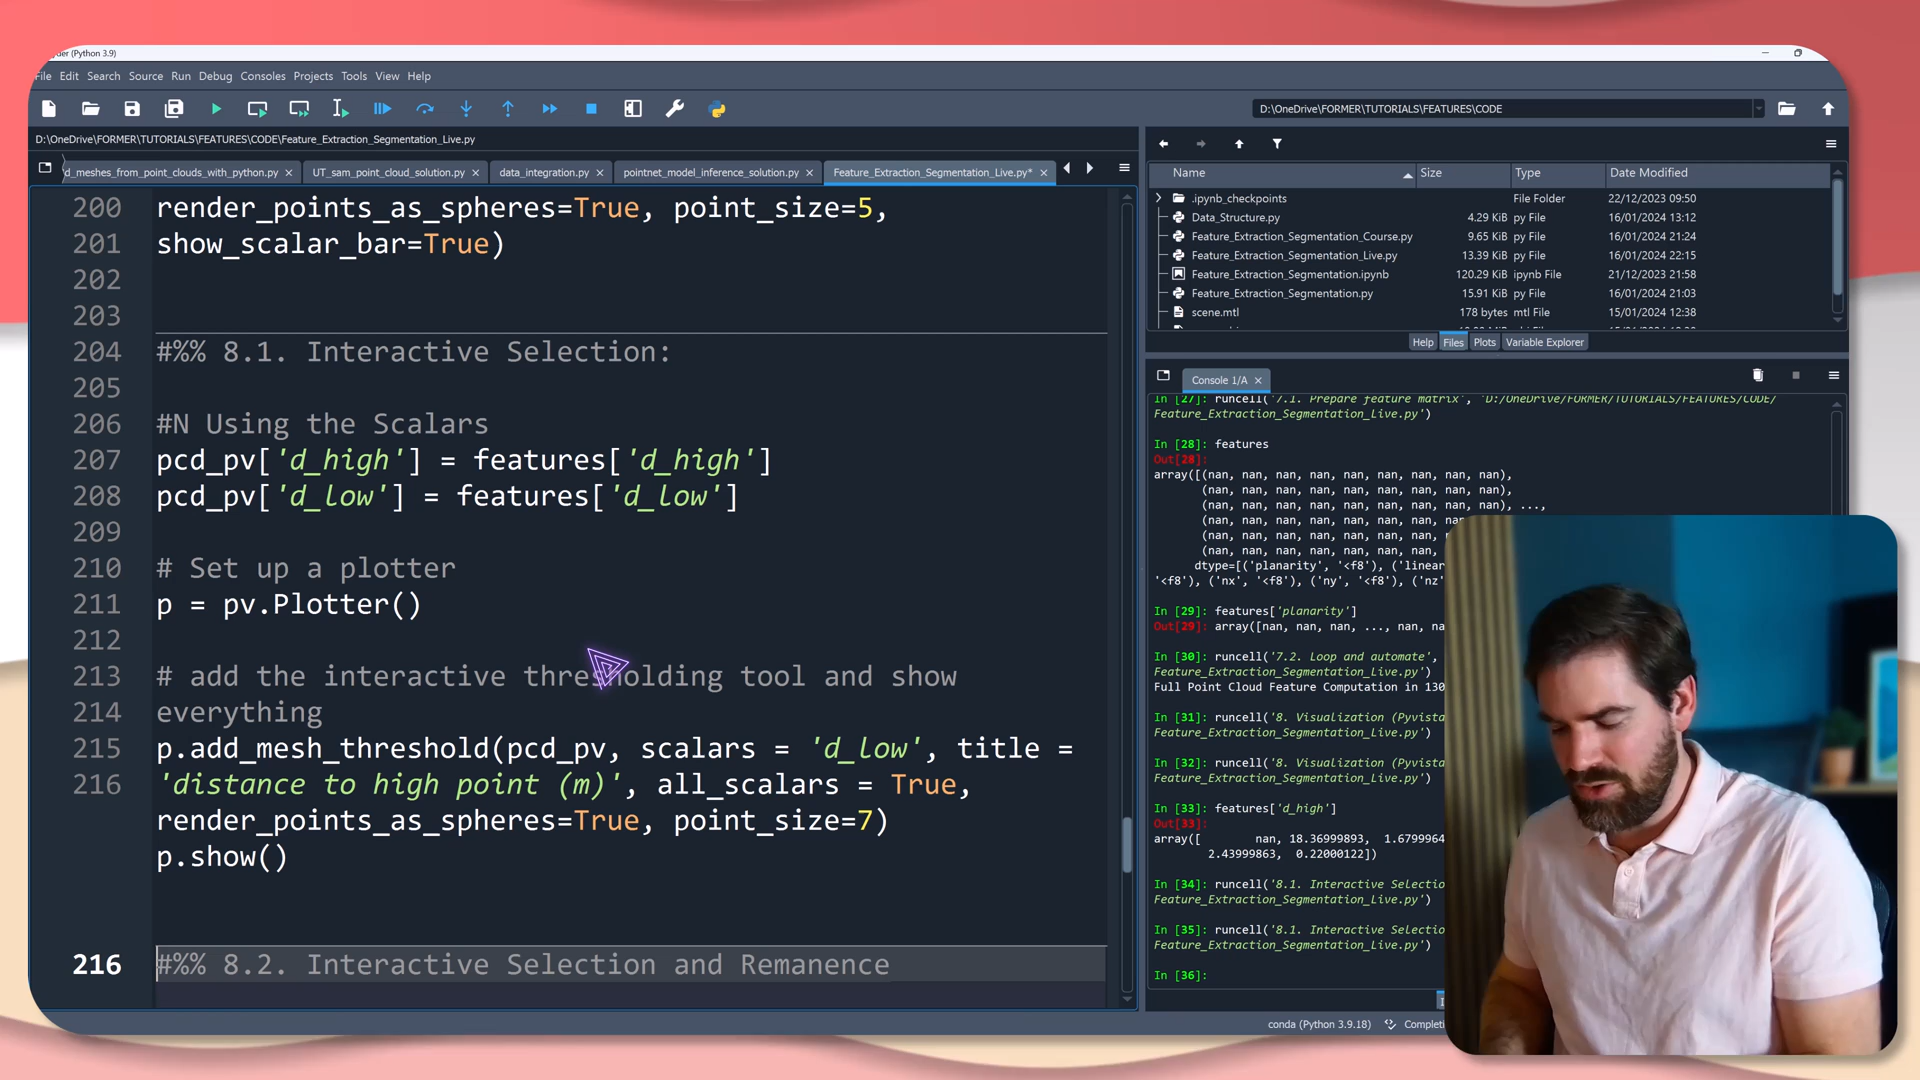 der (Python 3.9)
File Edit Search Source Run Debug Consoles Projects Tools View Help
D:\OneDrive\FORMER\TUTORIALS\FEATURES\CODE
D:\OneDrive\FORMER\TUTORIALS\FEATURES\CODE\Feature_Extraction_Segmentation_Live.py
d_meshes_from_point_clouds_with_python.py UT_sam_point_cloud_solution.py data_integration.py pointnet_model_inference_solution.py Feature_Extraction_Segmentation_Live.py*
200 render_points_as_spheres=True, point_size=5,
201 show_scalar_bar=True)
202
203
204 #%% 8.1. Interactive Selection:
205
206 #N Using the Scalars
207 pcd_pv['d_high'] = features['d_high']
208 pcd_pv['d_low'] = features['d_low']
209
210 # Set up a plotter
211 p = pv.Plotter()
212
213 # add the interactive thresholding tool and show
214 everything
215 p.add_mesh_threshold(pcd_pv, scalars = 'd_low', title =
216 'distance to high point (m)', all_scalars = True,
render_points_as_spheres=True, point_size=7)
p.show()
216 #%% 8.2. Interactive Selection and Remanence
Name Size Type Date Modified
.ipynb_checkpoints File Folder 22/12/2023 09:50
Data_Structure.py 4.29 KiB py File 16/01/2024 13:12
Feature_Extraction_Segmentation_Course.py 9.65 KiB py File 16/01/2024 21:24
Feature_Extraction_Segmentation_Live.py 13.39 KiB py File 16/01/2024 22:15
Feature_Extraction_Segmentation.ipynb 120.29 KiB ipynb File 21/12/2023 21:58
Feature_Extraction_Segmentation.py 15.91 KiB py File 16/01/2024 21:03
scene.mtl 178 bytes mtl File 15/01/2024 12:38
Help Files Plots Variable Explorer
Console 1/A
In [27]: runcell('7.1. Prepare feature matrix', 'D:/OneDrive/FORMER/TUTORIALS/FEATURES/CODE/
Feature_Extraction_Segmentation_Live.py')
In [28]: features
Out[28]:
array([(nan, nan, nan, nan, nan, nan, nan, nan, nan, nan),
(nan, nan, nan, nan, nan, nan, nan, nan, nan, nan),
(nan, nan, nan, nan, nan, nan, nan, nan, nan, nan), ...,
(nan, nan, nan, nan, nan, nan, nan,
(nan, nan, nan, nan, nan, nan, nan,
(nan, nan, nan, nan, nan, nan, nan,
dtype=[('planarity', '<f8'), ('linear
'<f8'), ('nx', '<f8'), ('ny', '<f8'), ('nz'
In [29]: features['planarity']
Out[29]: array([nan, nan, nan, ..., nan, na
In [30]: runcell('7.2. Loop and automate',
Feature_Extraction_Segmentation_Live.py')
Full Point Cloud Feature Computation in 130
In [31]: runcell('8. Visualization (Pyvista
Feature_Extraction_Segmentation_Live.py')
In [32]: runcell('8. Visualization (Pyvista
Feature_Extraction_Segmentation_Live.py')
In [33]: features['d_high']
Out[33]:
array([ nan, 18.36999893, 1.6799964
2.43999863, 0.22000122])
In [34]: runcell('8.1. Interactive Selectio
Feature_Extraction_Segmentation_Live.py')
In [35]: runcell('8.1. Interactive Selectio
Feature_Extraction_Segmentation_Live.py')
In [36]:
conda (Python 3.9.18) Completi